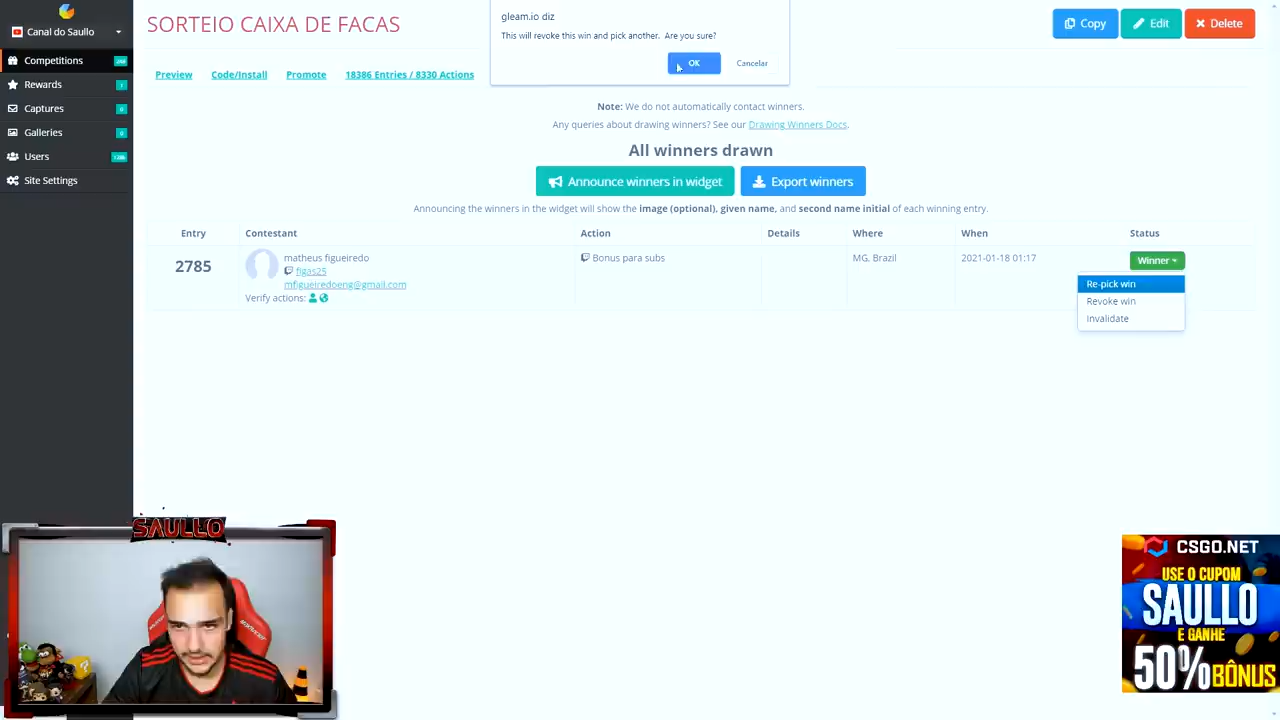 gleam.io diz
This will revoke this win and pick another. Are you sure?
OK
Cancelar
Canal do Saullo
Competitions
Rewards
Captures
Galleries
Users
Site Settings
SORTEIO CAIXA DE FACAS
Copy
Edit
Delete
Preview
Code/Install
Promote
18386 Entries / 8330 Actions
Note: We do not automatically contact winners.
Any queries about drawing winners? See our Drawing Winners Docs.
All winners drawn
Announce winners in widget
Export winners
Announcing the winners in the widget will show the image (optional), given name, and second name initial of each winning entry.
Entry Contestant Action Details Where When Status
2785
matheus figueiredo
figas25
mfigueiredoeng@gmail.com
Verify actions:
Bonus para subs
MG, Brazil
2021-01-18 01:17
Winner
Re-pick win
Revoke win
Invalidate
SAULLO
CSGO.NET
USE O CUPOM
SAULLO
E GANHE
50% BÔNUS